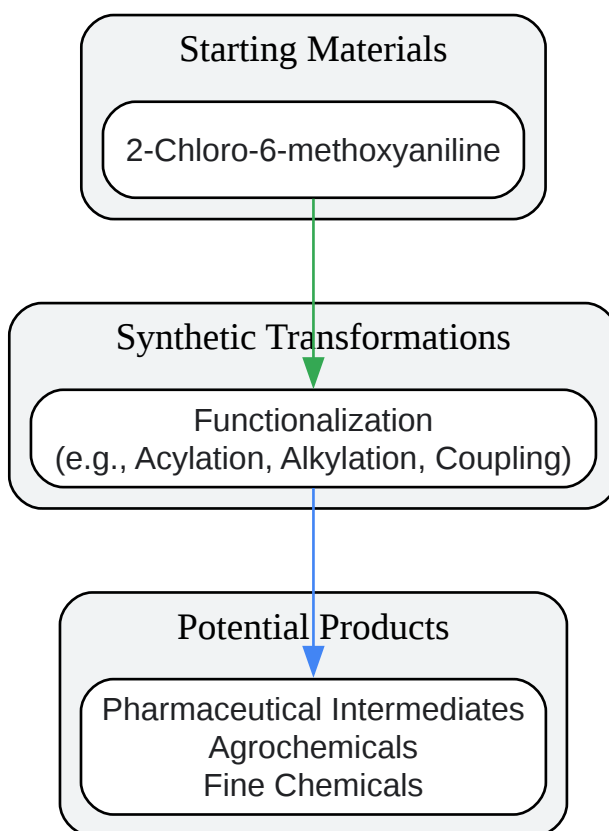 Starting Materials
2-Chloro-6-methoxyaniline
Synthetic Transformations
Functionalization
(e.g., Acylation, Alkylation, Coupling)
Potential Products
Pharmaceutical Intermediates
Agrochemicals
Fine Chemicals